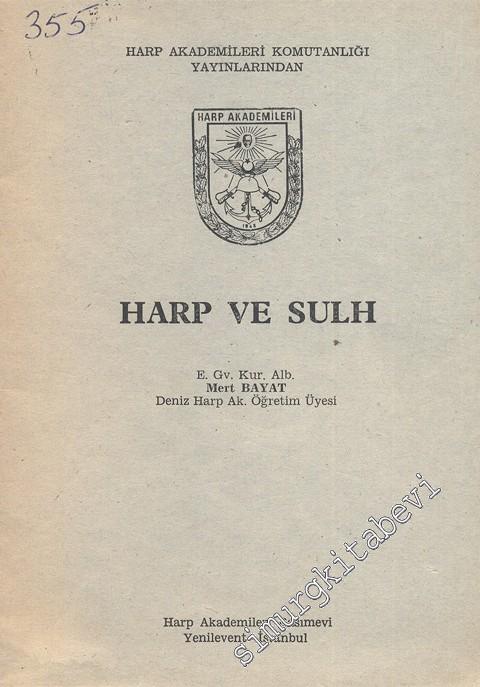 355
HARP AKADEMİLERİ KOMUTANLIĞI
YAYINLARINDAN
HARP AKADEMİLERİ
HARP VE SULH
E. Gv. Kur. Alb.
Mert BAYAT
Deniz Harp Ak. Öğretim Üyesi
Harp Akademileri
Yenilevent İstanbul
simurgkitabevi